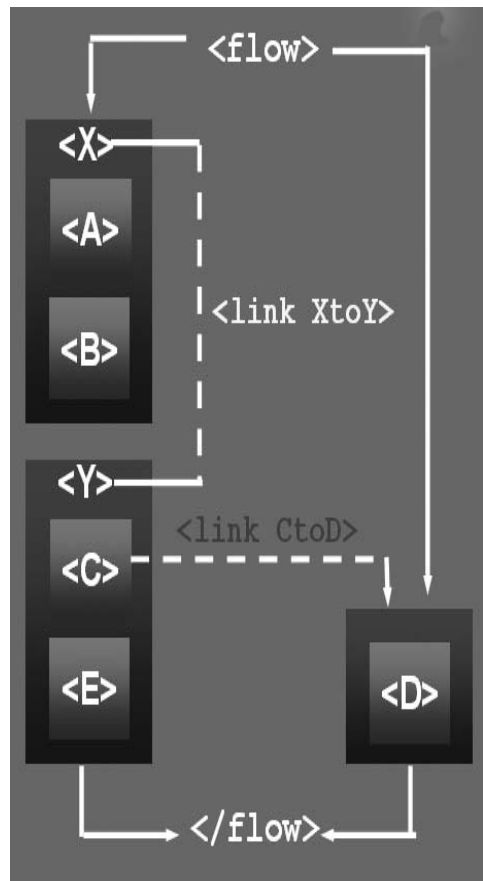 <flow>
<X>
<A>
<B>
<link XtoY>
<Y>
<link CtoD>
<C>
<E>
<D>
</flow>